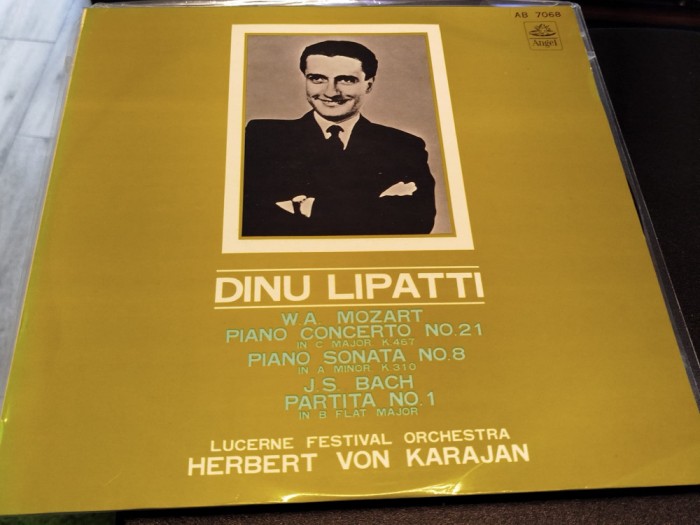 AB 7068
Angel
DINU LIPATTI
W.A. MOZART
PIANO CONCERTO NO.21
IN C MAJOR K.467
PIANO SONATA NO.8
IN A MINOR K.310
J.S. BACH
PARTITA NO.1
IN B FLAT MAJOR
LUCERNE FESTIVAL ORCHESTRA
HERBERT VON KARAJAN